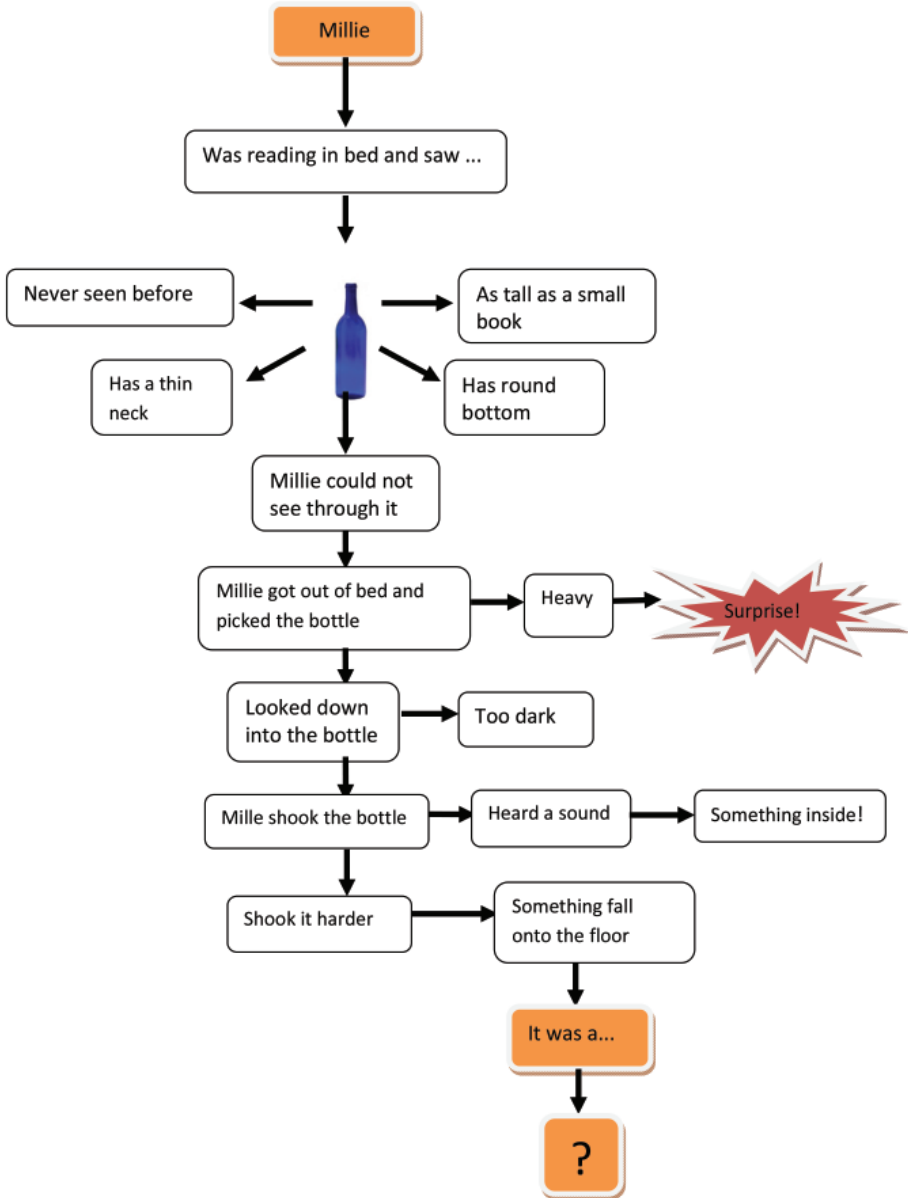 Millie
Was reading in bed and saw ...
Never seen before
As tall as a small
book
Has a thin
neck
Has round
bottom
Millie could not
see through it
Millie got out of bed and
picked the bottle
Heavy
Surprise!
Looked down
into the bottle
Too dark
Mille shook the bottle
Heard a sound
Something inside!
Shook it harder
Something fall
onto the floor
It was a...
?